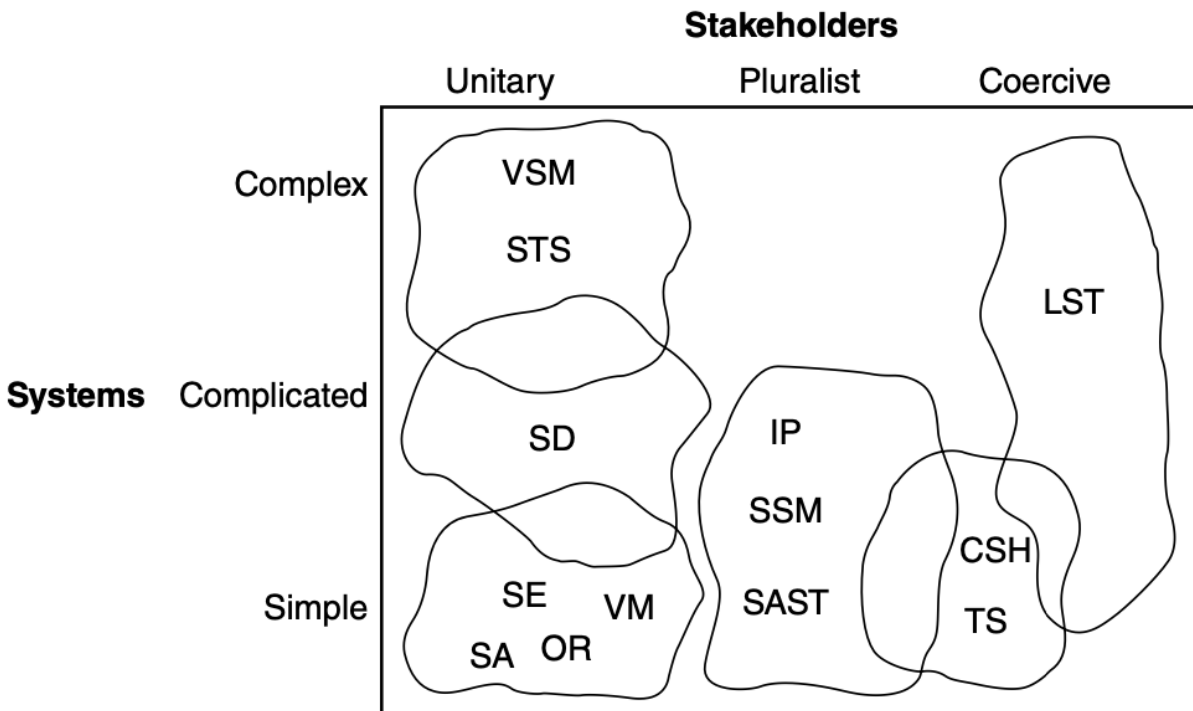 Stakeholders
Unitary Pluralist Coercive
Complex
VSM
STS
LST
Systems Complicated
SD
IP
SSM
CSH
Simple
SE VM
SAST
TS
SA OR